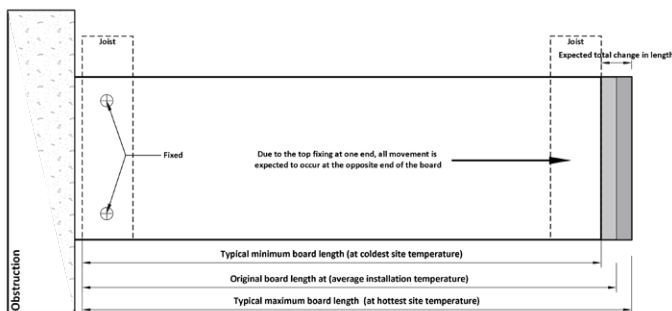 Joist
Joist
Expected total change in length
Fixed
Due to the top fixing at one end, all movement is
expected to occur at the opposite end of the board
Typical minimum board length (at coldest site temperature)
Original board length at (average installation temperature)
Typical maximum board length (at hottest site temperature)
Obstruction